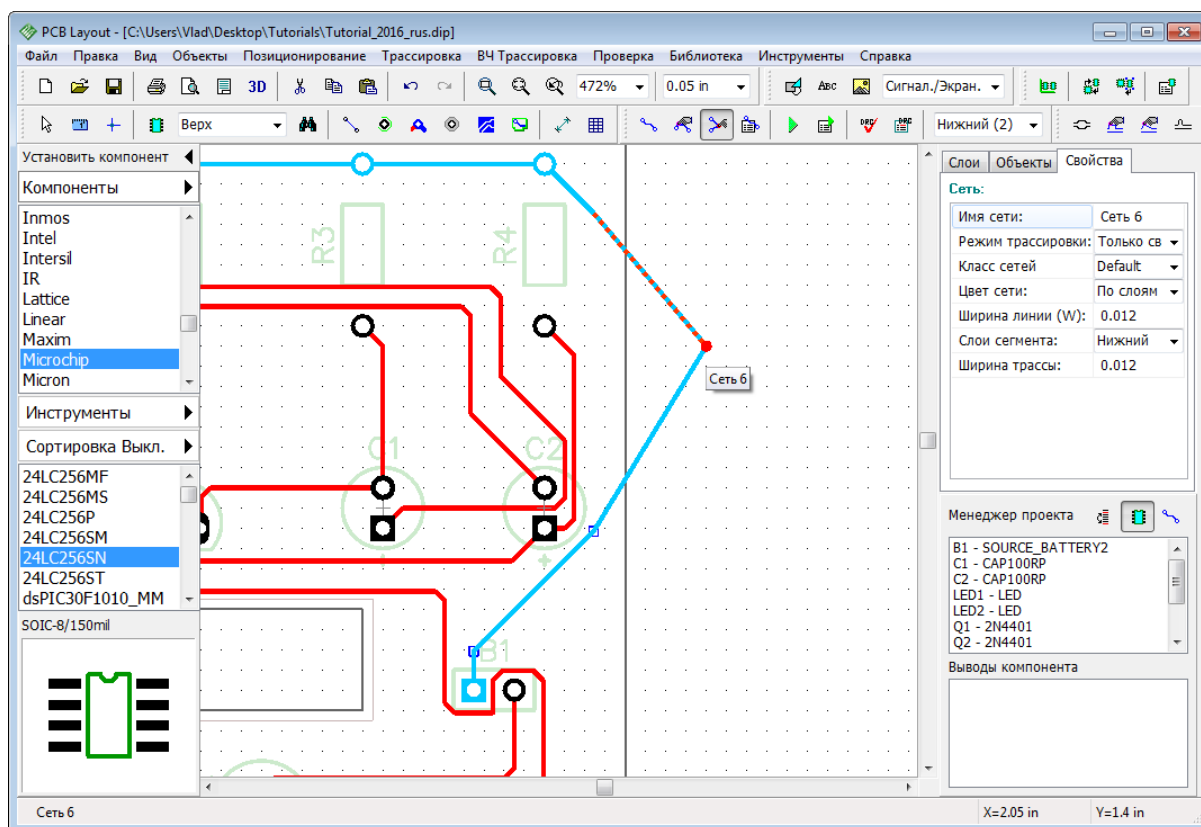 PCB Layout - [C:\Users\Vlad\Desktop\Tutorials\Tutorial_2016_rus.dip]
Файл Правка Вид Объекты Позиционирование Трассировка ВЧ Трассировка Проверка Библиотека Инструменты Справка
3D 472% 0.05 in ABC Сигнал./Экран.
Верх DRC DRC Нижний (2)
Установить компонент
Компоненты
Inmos
Intel
Intersil
IR
Lattice
Linear
Maxim
Microchip
Micron
Инструменты
Сортировка Выкл.
24LC256MF
24LC256MS
24LC256P
24LC256SM
24LC256SN
24LC256ST
dsPIC30F1010_MM
SOIC-8/150mil
R3
R4
Сеть 6
C1
C2
B1
Слои Объекты Свойства
Сеть:
Имя сети: Сеть 6
Режим трассировки: Только св
Класс сетей Default
Цвет сети: По слоям
Ширина линии (W): 0.012
Слои сегмента: Нижний
Ширина трассы: 0.012
Менеджер проекта
B1 - SOURCE_BATTERY2
C1 - CAP100RP
C2 - CAP100RP
LED1 - LED
LED2 - LED
Q1 - 2N4401
Q2 - 2N4401
Выводы компонента
Сеть 6 X=2.05 in Y=1.4 in